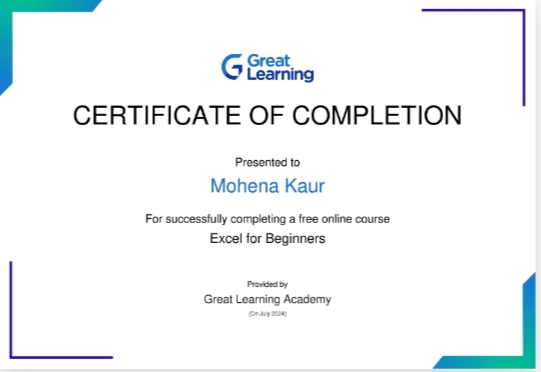 Great
Learning
CERTIFICATE OF COMPLETION
Presented to
Mohena Kaur
For successfully completing a free online course
Excel for Beginners
Provided by
Great Learning Academy
(On July 2024)